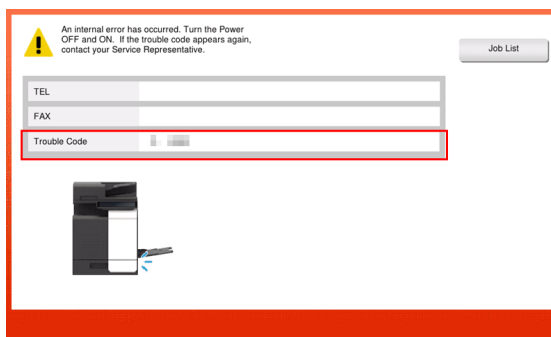 An internal error has occurred. Turn the Power
OFF and ON. If the trouble code appears again,
contact your Service Representative.
Job List
TEL
FAX
Trouble Code